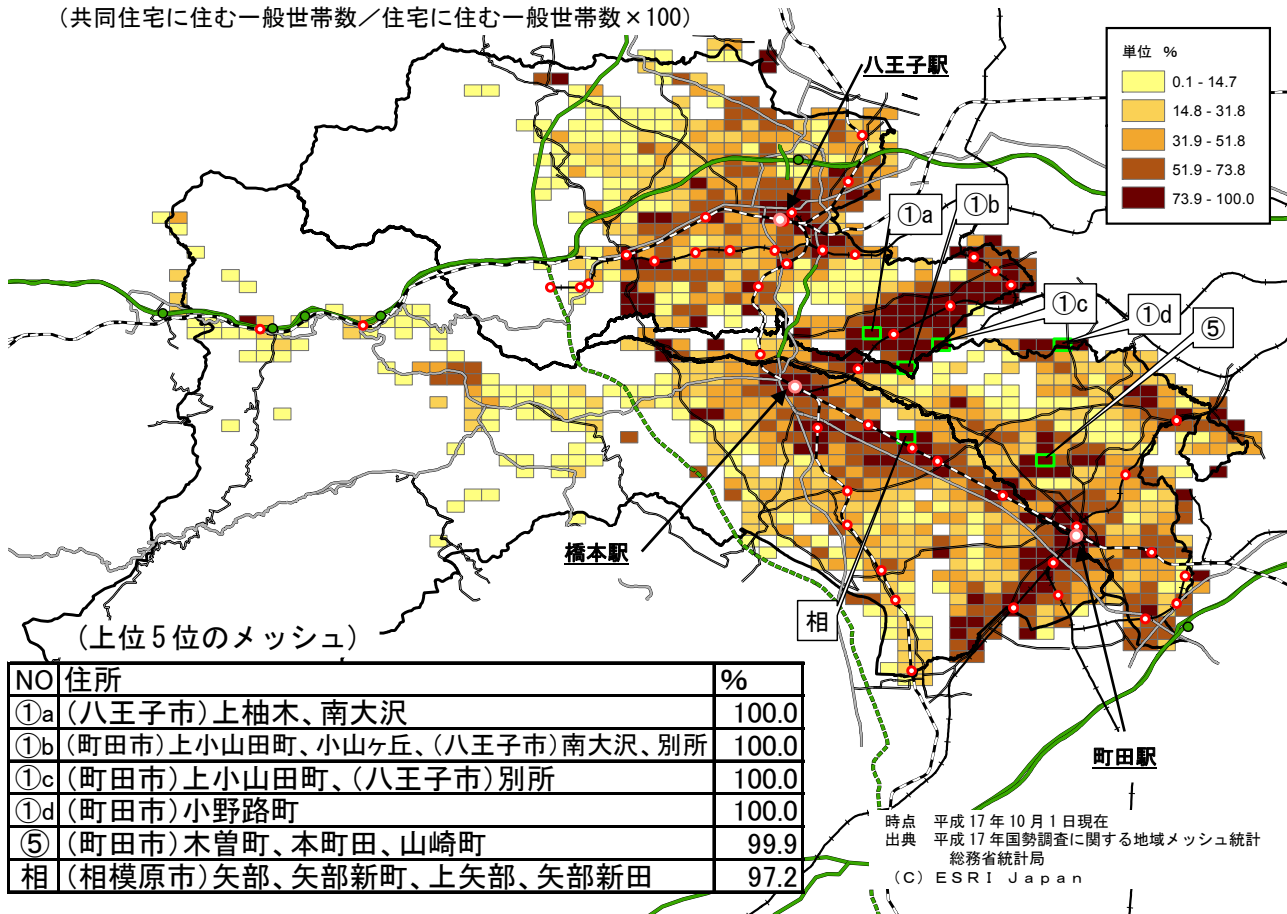 （共同住宅に住む一般世帯数／住宅に住む一般世帯数×100）
単位 %
0.1 - 14.7
14.8 - 31.8
31.9 - 51.8
51.9 - 73.8
73.9 - 100.0
八王子駅
①a
①b
①c
①d
⑤
橋本駅
相
町田駅
（上位5位のメッシュ）
NO 住所 %
①a (八王子市)上柚木、南大沢 100.0
①b (町田市)上小山田町、小山ヶ丘、(八王子市)南大沢、別所 100.0
①c (町田市)上小山田町、(八王子市)別所 100.0
①d (町田市)小野路町 100.0
⑤ (町田市)木曽町、本町田、山崎町 99.9
相 (相模原市)矢部、矢部新町、上矢部、矢部新田 97.2
時点 平成17年10月1日現在
出典 平成17年国勢調査に関する地域メッシュ統計
総務省統計局
（C）ESRI Japan